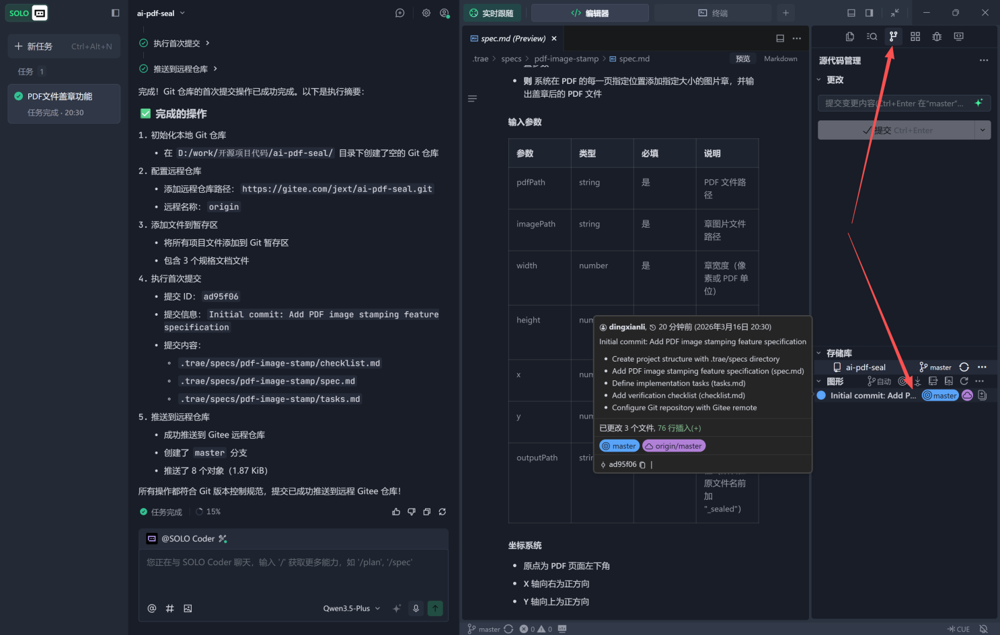 SOLO
新任务 Ctrl+Alt+N
任务 1
PDF文件盖章功能
任务完成 · 20:30
ai-pdf-seal
执行首次提交
推送到远程仓库
完成！Git 仓库的首次提交操作已成功完成。以下是执行摘要：
✅ 完成的操作
1. 初始化本地 Git 仓库
• 在 D:/work/开源项目代码/ai-pdf-seal/ 目录下创建了空的 Git 仓库
2. 配置远程仓库
• 添加远程仓库路径： https://gitee.com/jext/ai-pdf-seal.git
• 远程名称： origin
3. 添加文件到暂存区
• 将所有项目文件添加到 Git 暂存区
• 包含 3 个规格文档文件
4. 执行首次提交
• 提交 ID： ad95f06
• 提交信息： Initial commit: Add PDF image stamping feature
specification
• 提交内容：
◦ .trae/specs/pdf-image-stamp/checklist.md
◦ .trae/specs/pdf-image-stamp/spec.md
◦ .trae/specs/pdf-image-stamp/tasks.md
5. 推送到远程仓库
• 成功推送到 Gitee 远程仓库
• 创建了 master 分支
• 推送了 8 个对象（1.87 KiB）
所有操作都符合 Git 版本控制规范，提交已成功推送到远程 Gitee 仓库！
任务完成 15%
@SOLO Coder
您正在与 SOLO Coder 聊天，输入 '/' 获取更多能力，如 '/plan', '/spec'
Qwen3.5-Plus
实时跟随
编辑器
终端
spec.md (Preview)
.trae > specs > pdf-image-stamp > spec.md
预览 Markdown
• 则 系统在 PDF 的每一页指定位置添加指定大小的图片章，并输
出盖章后的 PDF 文件
输入参数
参数 类型 必填 说明
pdfPath string 是 PDF 文件路
径
imagePath string 是 章图片文件
路径
width number 是 章宽度（像
素或 PDF 单
位）
height num
x num
y num
outputPath strin
原文件名前
加
"_sealed"）
坐标系统
• 原点为 PDF 页面左下角
• X 轴向右为正方向
• Y 轴向上为正方向
dingxianli, 20 分钟前 (2026年3月16日 20:30)
Initial commit: Add PDF image stamping feature specification
• Create project structure with .trae/specs directory
• Add PDF image stamping feature specification (spec.md)
• Define implementation tasks (tasks.md)
• Add verification checklist (checklist.md)
• Configure Git repository with Gitee remote
已更改 3 个文件, 76 行插入(+)
master origin/master
ad95f06
源代码管理
更改
提交变更内容(Ctrl+Enter 在"master"...
提交 Ctrl+Enter
存储库
ai-pdf-seal master
图形 自动
Initial commit: Add P... master
master 0 0
CUE